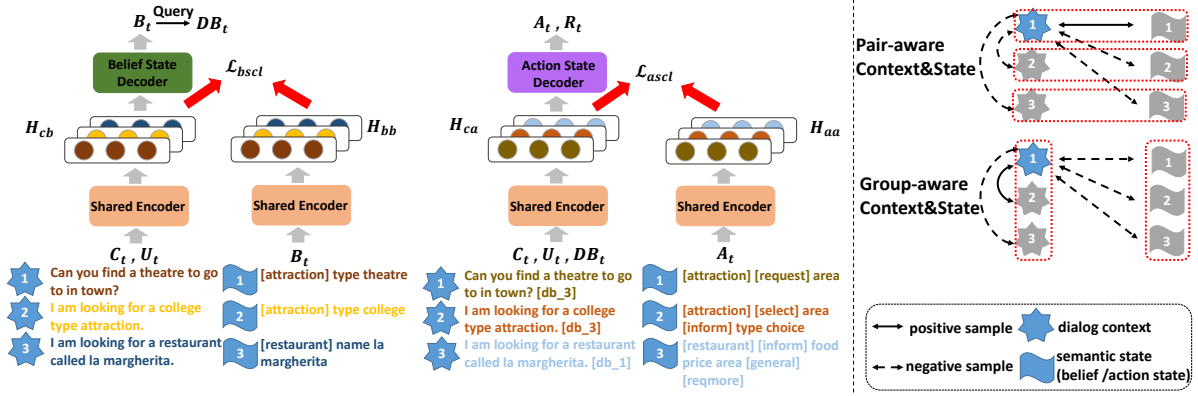 B_t
Query
DB_t
Belief State
Decoder
L_bscl
H_cb
H_bb
Shared Encoder
Shared Encoder
C_t , U_t
B_t
1
Can you find a theatre to go
to in town?
2
I am looking for a college
type attraction.
3
I am looking for a restaurant
called la margherita.
1
[attraction] type theatre
2
[attraction] type college
3
[restaurant] name la
margherita
A_t , R_t
Action State
Decoder
L_ascl
H_ca
H_aa
Shared Encoder
Shared Encoder
C_t , U_t , DB_t
A_t
1
Can you find a theatre to go
to in town? [db_3]
2
I am looking for a college
type attraction. [db_3]
3
I am looking for a restaurant
called la margherita. [db_1]
1
[attraction] [request] area
2
[attraction] [select] area
[inform] type choice
3
[restaurant] [inform] food
price area [general]
[reqmore]
Pair-aware
Context&State
1
1
2
2
3
3
Group-aware
Context&State
1
1
2
2
3
3
positive sample
dialog context
negative sample
semantic state
(belief /action state)